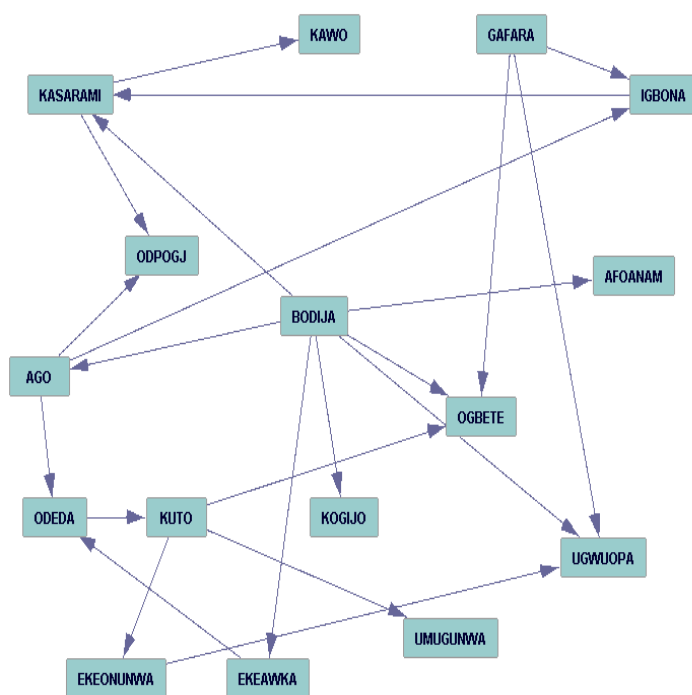 KAWO
GAFARA
KASARAMI
IGBONA
ODPOGJ
AFOANAM
BODIJA
AGO
OGBETE
ODEDA
KUTO
KOGIJO
UGWUOPA
UMUGUNWA
EKEONUNWA
EKEAWKA